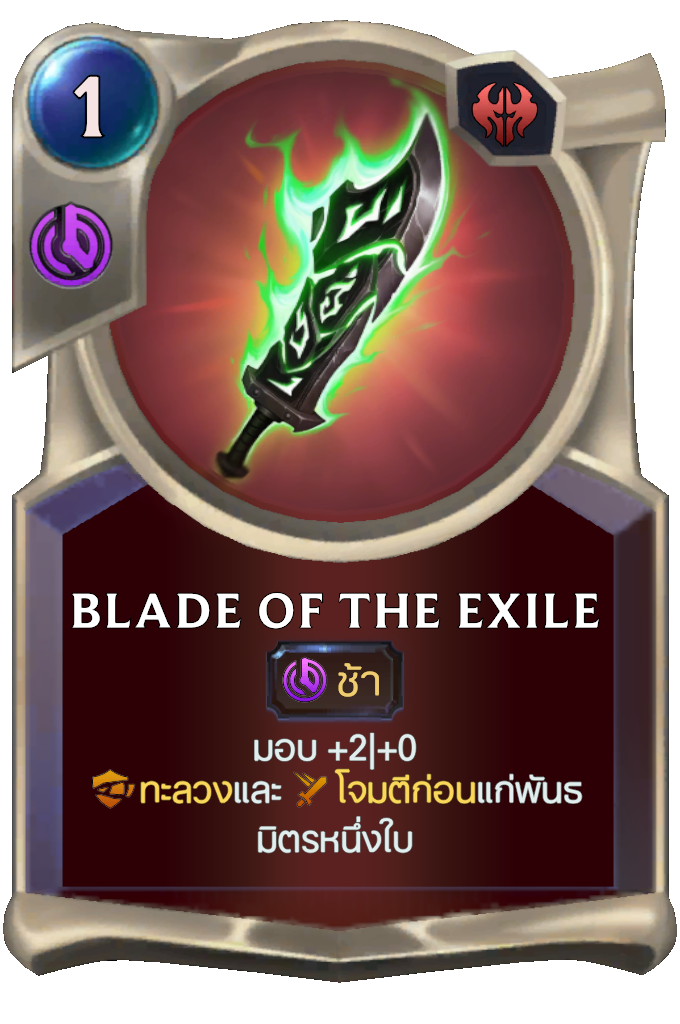 1
BLADE OF THE EXILE
ช้า
มอบ +2|+0
ทะลวงและ โจมตีก่อนแก่พันธ
มิตรหนึ่งใบ